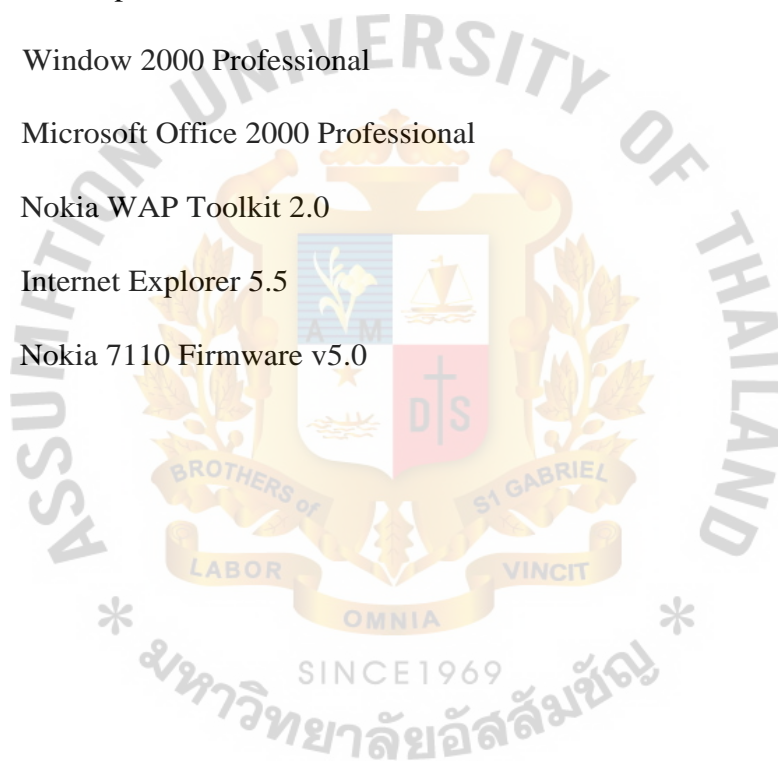 Window 2000 Professional
Microsoft Office 2000 Professional
Nokia WAP Toolkit 2.0
Internet Explorer 5.5
Nokia 7110 Firmware v5.0
ASSUMPTION UNIVERSITY OF THAILAND
A M
D S
BROTHERS of ST GABRIEL
LABOR OMNIA VINCIT
SINCE1969
* มหาวิทยาลัยอัสสัมชัญ *